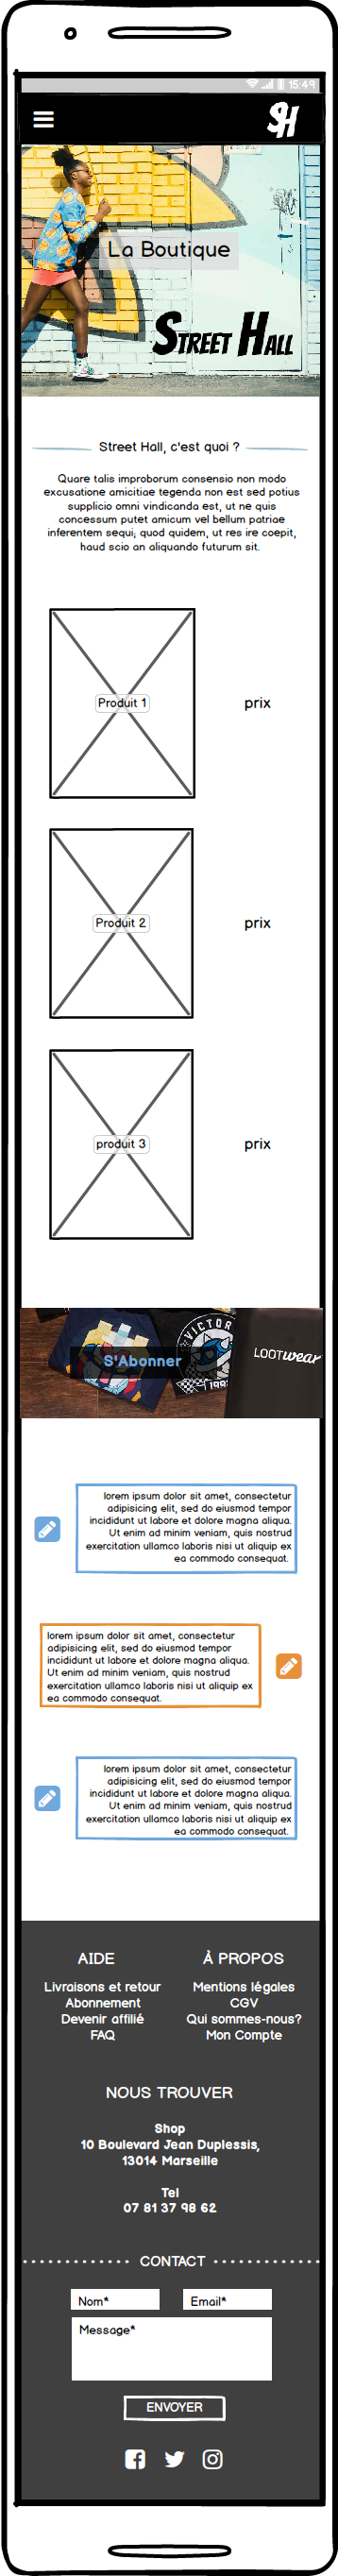 15:49
SH
La Boutique
STREET HALL
Street Hall, c'est quoi ?
Quare talis improborum consensio non modo
excusatione amicitiae tegenda non est sed potius
supplicio omni vindicanda est, ut ne quis
concessum putet amicum vel bellum patriae
inferentem sequi; quod quidem, ut res ire coepit,
haud scio an aliquando futurum sit.
Produit 1
prix
Produit 2
prix
produit 3
prix
VICTOR
LOOTwear
S'Abonner
199
lorem ipsum dolor sit amet, consectetur
adipisicing elit, sed do eiusmod tempor
incididunt ut labore et dolore magna aliqua.
Ut enim ad minim veniam, quis nostrud
exercitation ullamco laboris nisi ut aliquip ex
ea commodo consequat.
lorem ipsum dolor sit amet, consectetur
adipisicing elit, sed do eiusmod tempor
incididunt ut labore et dolore magna aliqua.
Ut enim ad minim veniam, quis nostrud
exercitation ullamco laboris nisi ut aliquip ex
ea commodo consequat.
lorem ipsum dolor sit amet, consectetur
adipisicing elit, sed do eiusmod tempor
incididunt ut labore et dolore magna aliqua.
Ut enim ad minim veniam, quis nostrud
exercitation ullamco laboris nisi ut aliquip ex
ea commodo consequat.
AIDE
Livraisons et retour
Abonnement
Devenir affilié
FAQ
À PROPOS
Mentions légales
CGV
Qui sommes-nous?
Mon Compte
NOUS TROUVER
Shop
10 Boulevard Jean Duplessis,
13014 Marseille
Tel
07 81 37 98 62
CONTACT
Nom*
Email*
Message*
ENVOYER